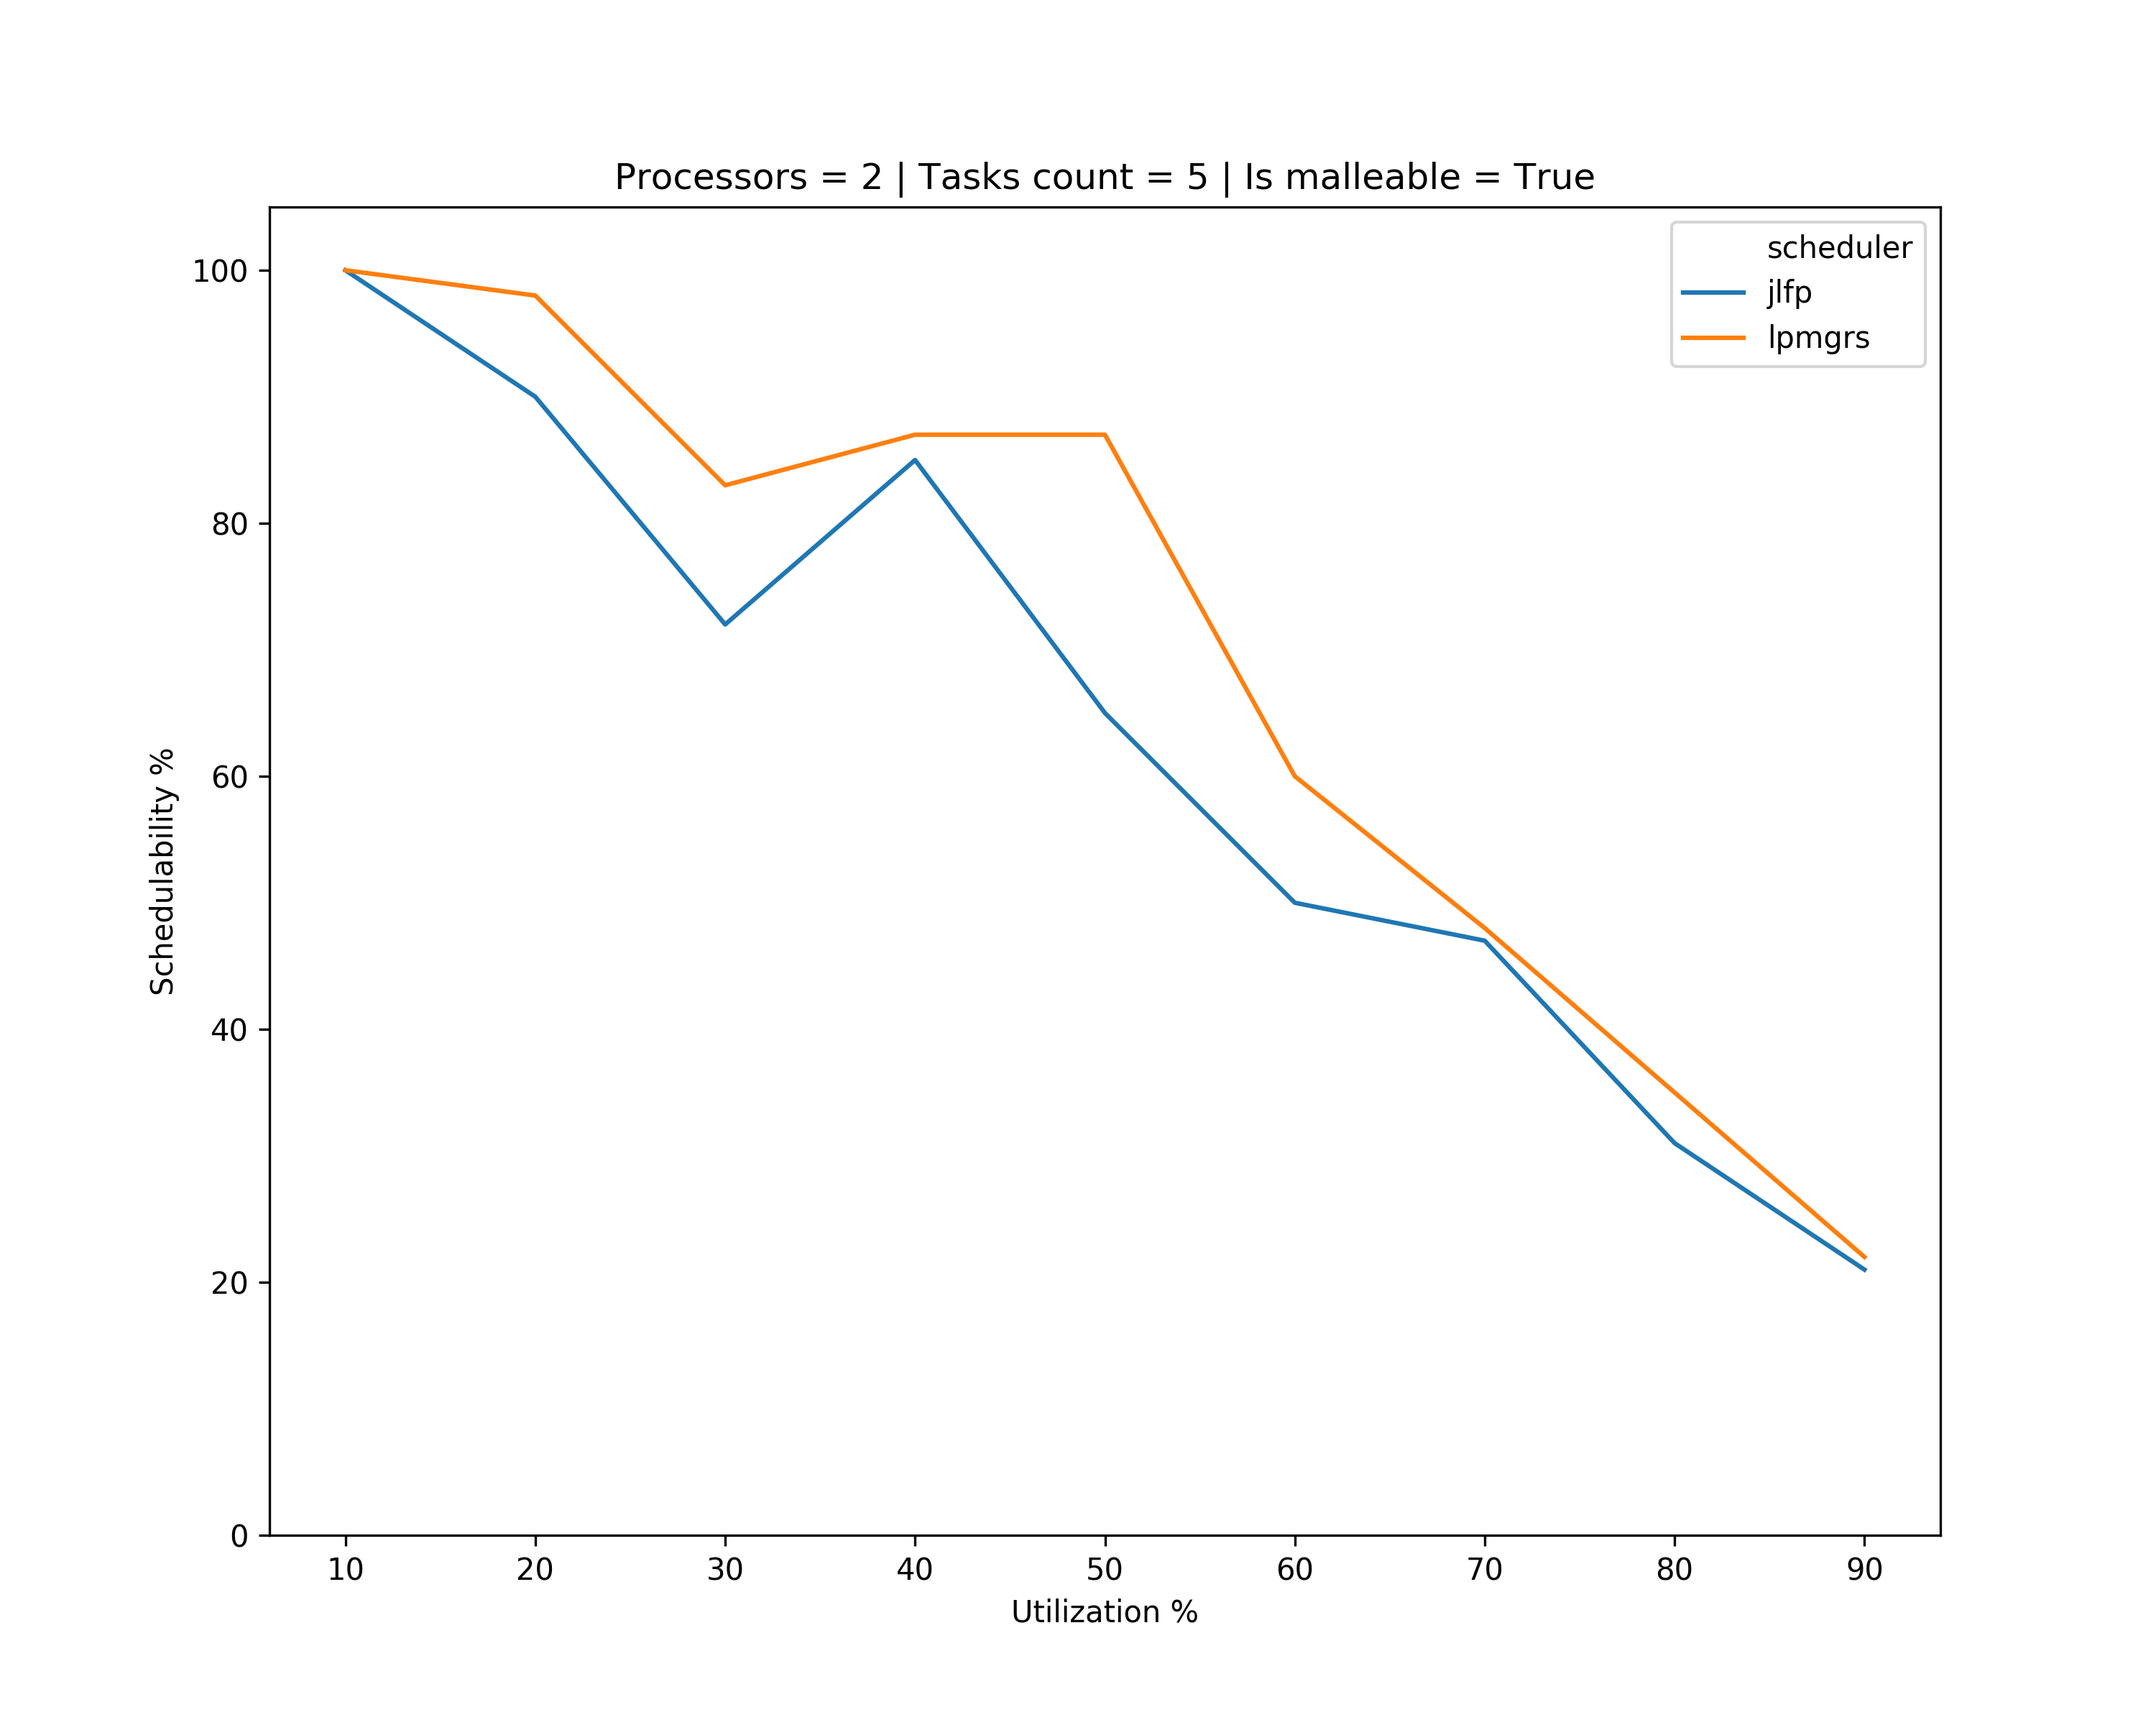 Processors = 2 | Tasks count = 5 | Is malleable = True
scheduler
jlfp
lpmgrs
Schedulability %
100
80
60
40
20
0
10 20 30 40 50 60 70 80 90
Utilization %